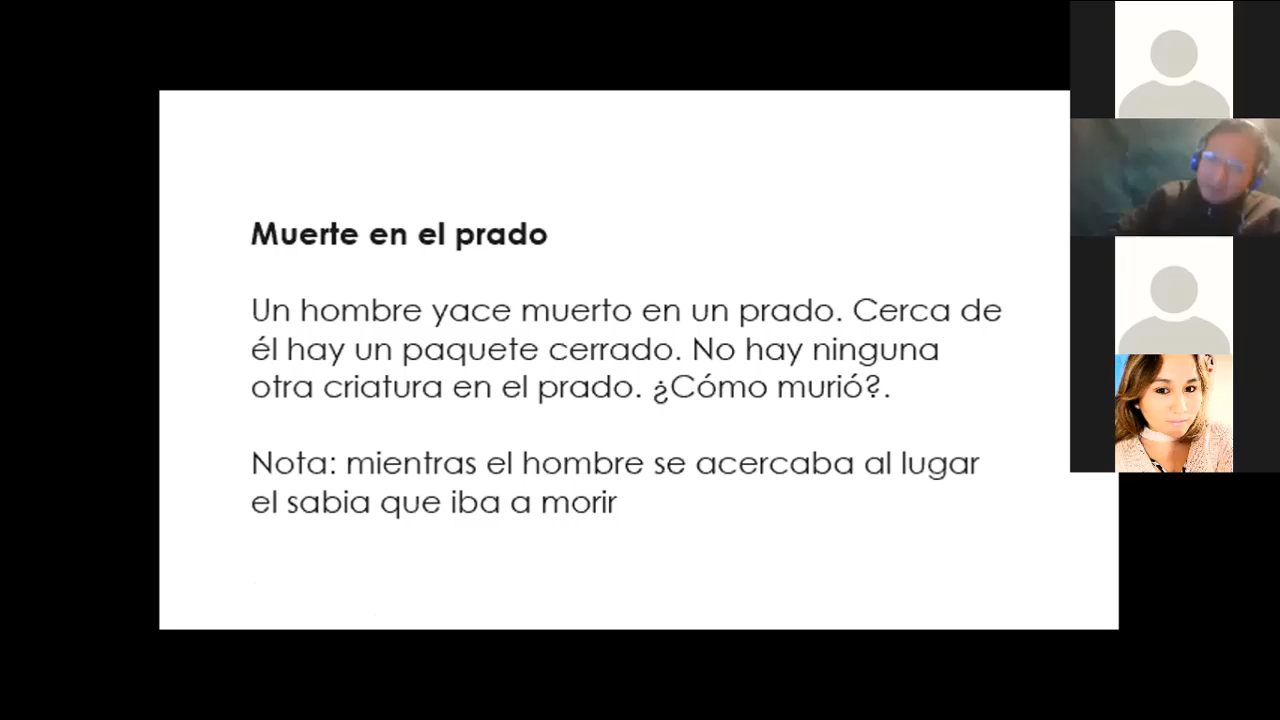 Muerte en el prado
Un hombre yace muerto en un prado. Cerca de
él hay un paquete cerrado. No hay ninguna
otra criatura en el prado. ¿Cómo murió?.
Nota: mientras el hombre se acercaba al lugar
el sabia que iba a morir